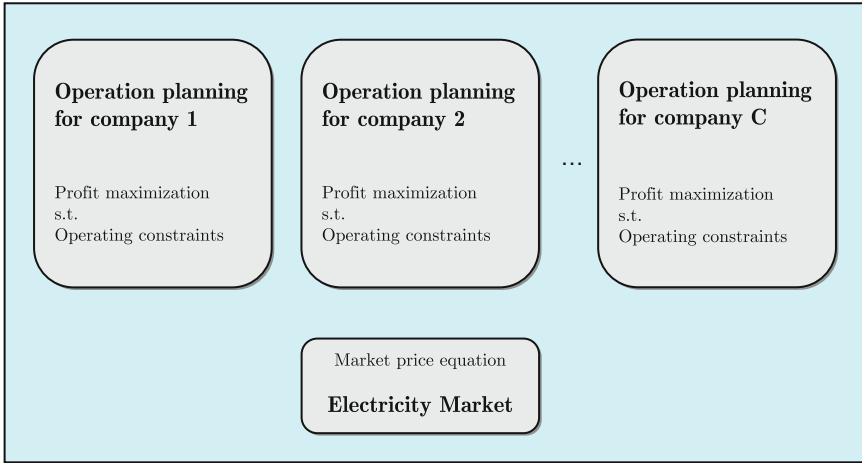 Operation planning
for company 1
Profit maximization
s.t.
Operating constraints
Operation planning
for company 2
Profit maximization
s.t.
Operating constraints
...
Operation planning
for company C
Profit maximization
s.t.
Operating constraints
Market price equation
Electricity Market